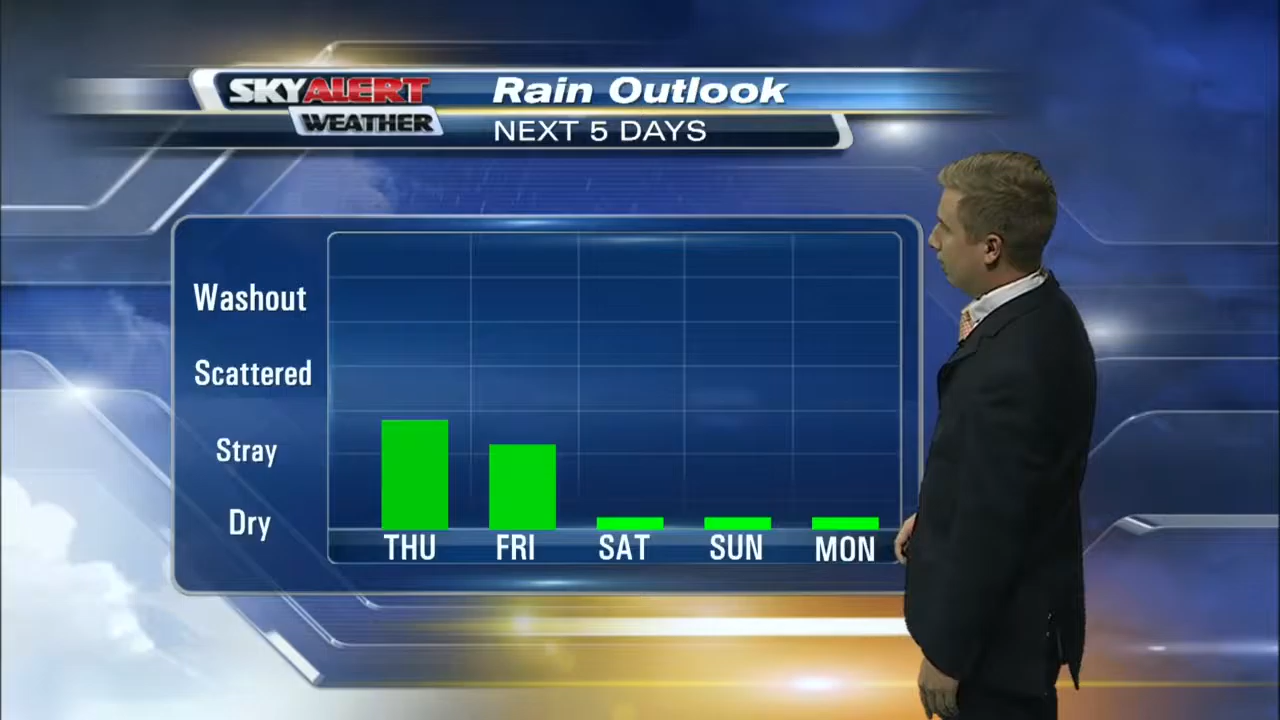 SKYALERT
WEATHER
Rain Outlook
NEXT 5 DAYS
Washout
Scattered
Stray
Dry
THU FRI SAT SUN MON